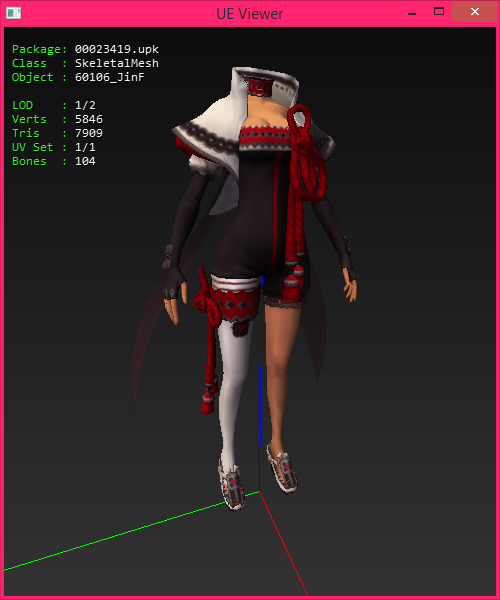 UE Viewer
Package: 00023419.upk
Class : SkeletalMesh
Object : 60106_JinF
LOD : 1/2
Verts : 5846
Tris : 7909
UV Set : 1/1
Bones : 104